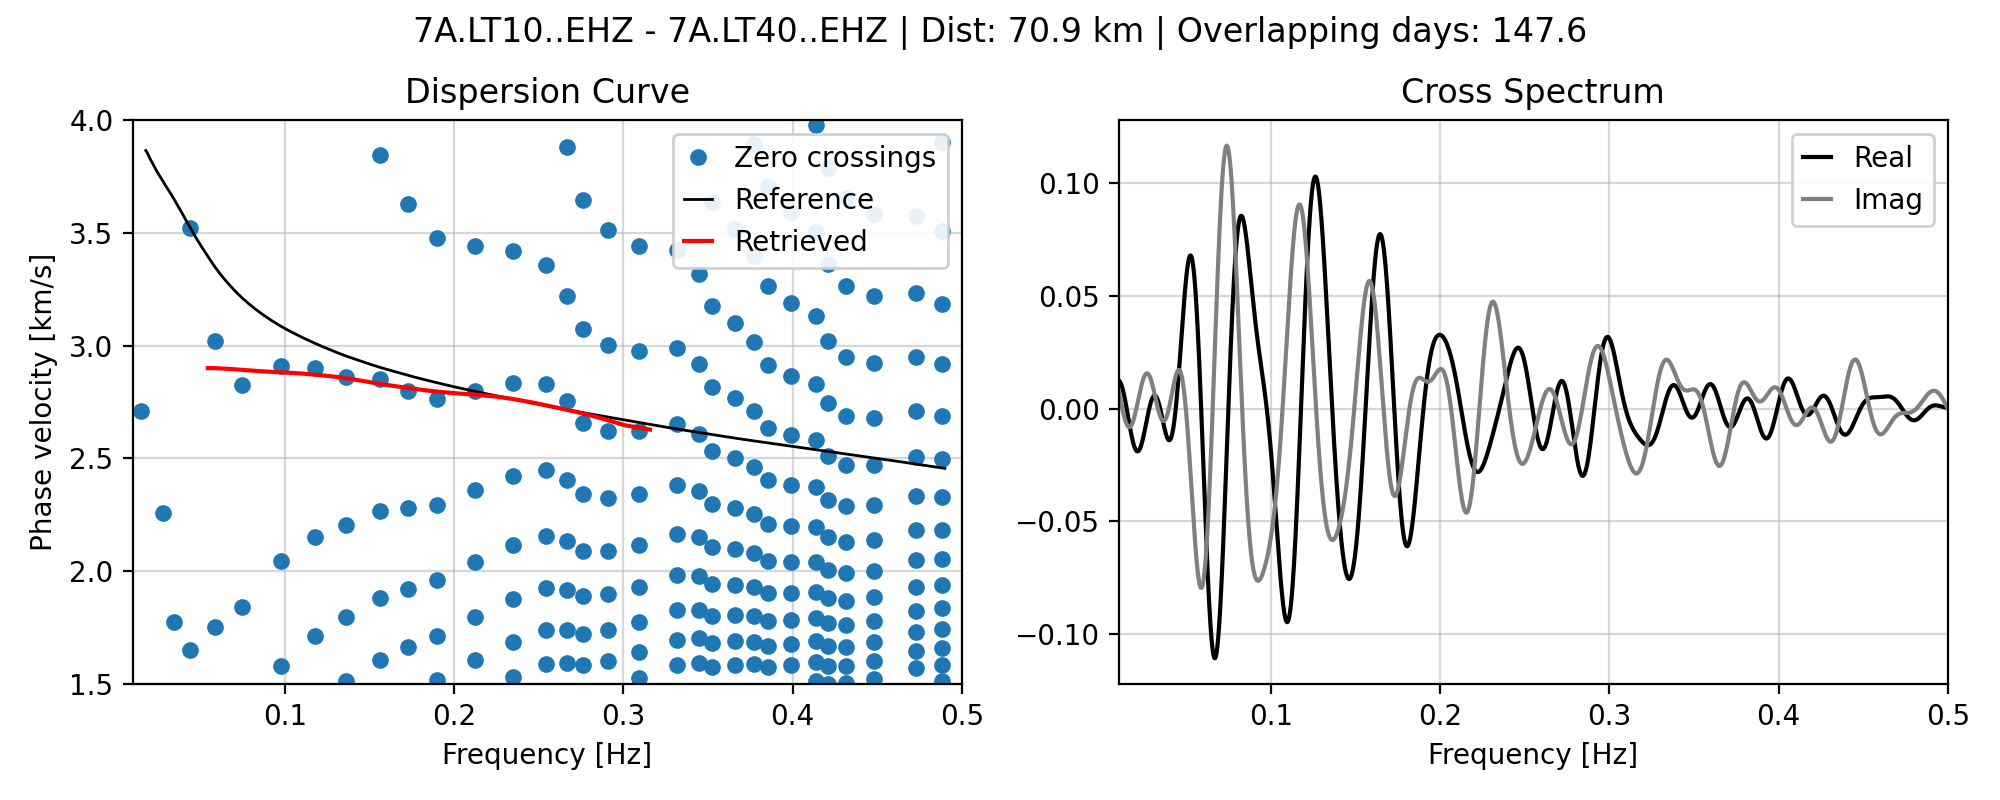 7A.LT10..EHZ - 7A.LT40..EHZ | Dist: 70.9 km | Overlapping days: 147.6
Dispersion Curve
4.0
3.5
3.0
2.5
2.0
1.5
Phase velocity [km/s]
Zero crossings
Reference
Retrieved
0.1
0.2
0.3
0.4
0.5
Frequency [Hz]
Cross Spectrum
0.10
0.05
0.00
−0.05
−0.10
Real
Imag
0.1
0.2
0.3
0.4
0.5
Frequency [Hz]